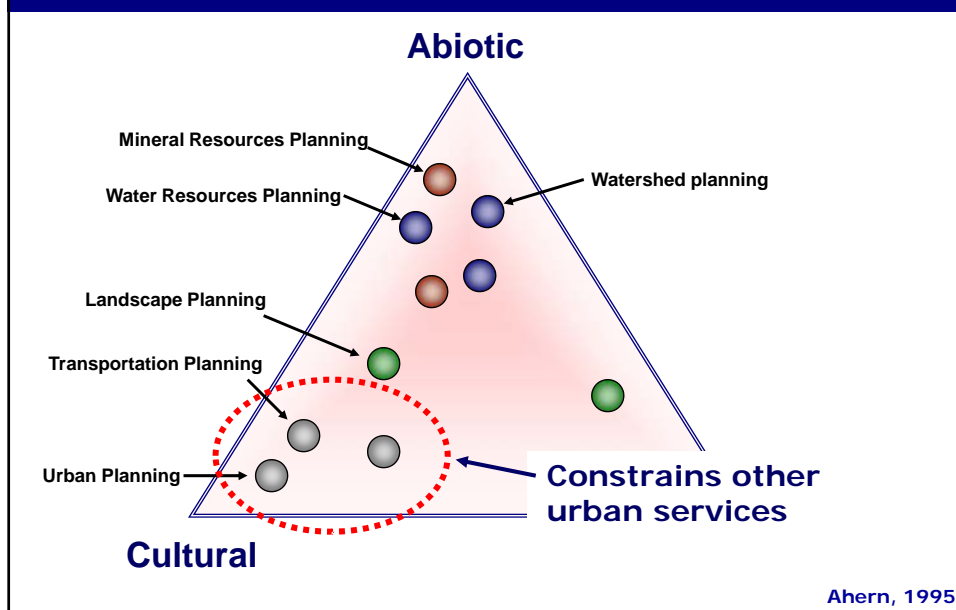 Abiotic
Mineral Resources Planning
Watershed planning
Water Resources Planning
Landscape Planning
Transportation Planning
Urban Planning
Constrains other
urban services
Cultural
Ahern, 1995